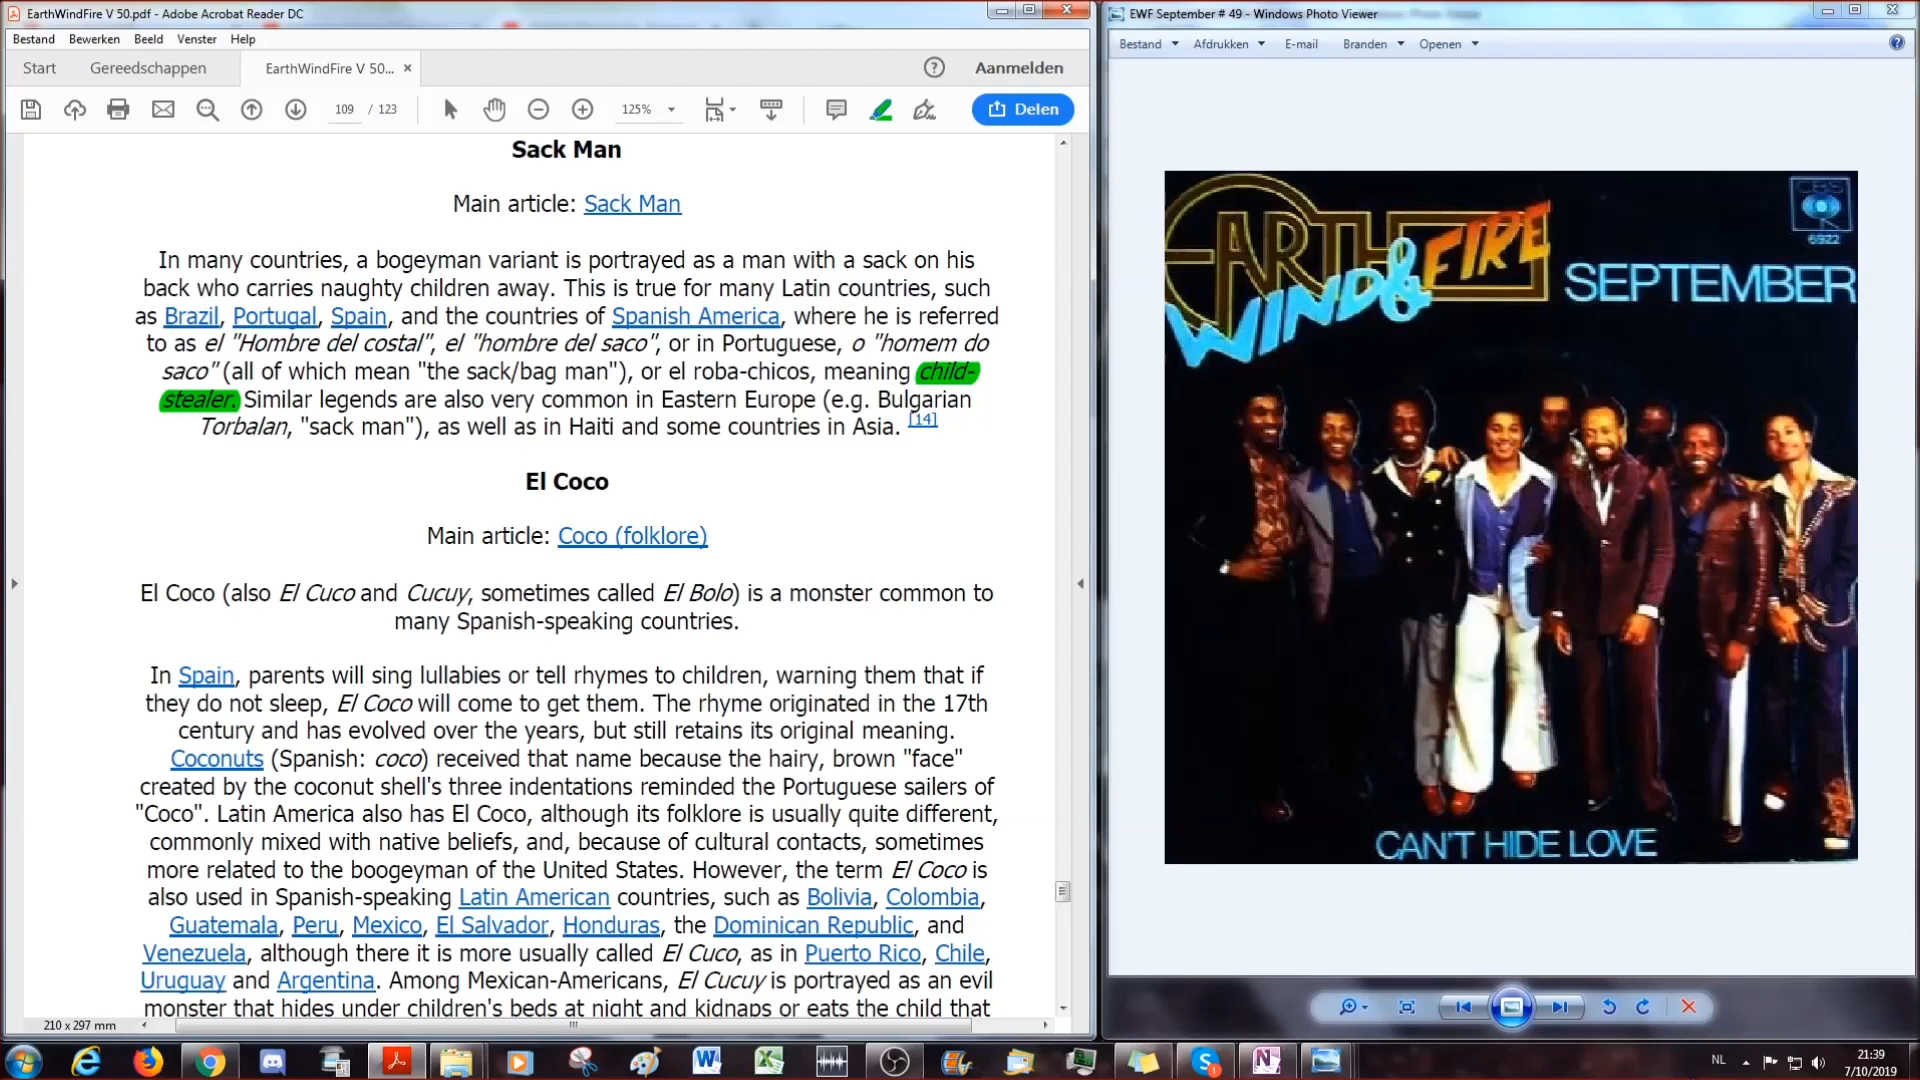 EarthWindFire V 50.pdf - Adobe Acrobat Reader DC
Bestand Bewerken Beeld Venster Help
Start Gereedschappen EarthWindFire V 50... × Aanmelden
109 / 123 125% Delen
Sack Man
Main article: Sack Man
In many countries, a bogeyman variant is portrayed as a man with a sack on his
back who carries naughty children away. This is true for many Latin countries, such
as Brazil, Portugal, Spain, and the countries of Spanish America, where he is referred
to as el "Hombre del costal", el "hombre del saco", or in Portuguese, o "homem do
saco" (all of which mean "the sack/bag man"), or el roba-chicos, meaning child-
stealer. Similar legends are also very common in Eastern Europe (e.g. Bulgarian
Torbalan, "sack man"), as well as in Haiti and some countries in Asia. [14]
El Coco
Main article: Coco (folklore)
El Coco (also El Cuco and Cucuy, sometimes called El Bolo) is a monster common to
many Spanish-speaking countries.
In Spain, parents will sing lullabies or tell rhymes to children, warning them that if
they do not sleep, El Coco will come to get them. The rhyme originated in the 17th
century and has evolved over the years, but still retains its original meaning.
Coconuts (Spanish: coco) received that name because the hairy, brown "face"
created by the coconut shell's three indentations reminded the Portuguese sailers of
"Coco". Latin America also has El Coco, although its folklore is usually quite different,
commonly mixed with native beliefs, and, because of cultural contacts, sometimes
more related to the boogeyman of the United States. However, the term El Coco is
also used in Spanish-speaking Latin American countries, such as Bolivia, Colombia,
Guatemala, Peru, Mexico, El Salvador, Honduras, the Dominican Republic, and
Venezuela, although there it is more usually called El Cuco, as in Puerto Rico, Chile,
Uruguay and Argentina. Among Mexican-Americans, El Cucuy is portrayed as an evil
monster that hides under children's beds at night and kidnaps or eats the child that
210 x 297 mm
EWF September # 49 - Windows Photo Viewer
Bestand Afdrukken E-mail Branden Openen
EARTH
WIND & FIRE
SEPTEMBER
CBS
6922
CAN'T HIDE LOVE
NL 21:39
7/10/2019